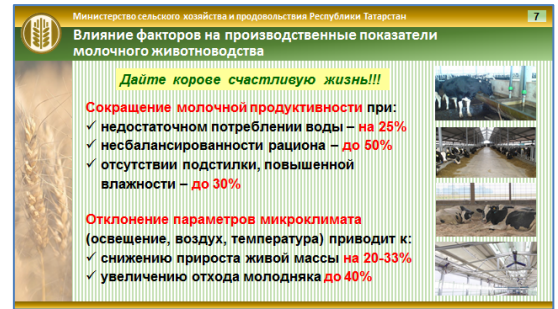 Министерство сельского хозяйства и продовольствия Республики Татарстан
7
Влияние факторов на производственные показатели
молочного животноводства
Дайте корове счастливую жизнь!!!
Сокращение молочной продуктивности при:
✓ недостаточном потреблении воды – на 25%
✓ несбалансированности рациона – до 50%
✓ отсутствии подстилки, повышенной
влажности – до 30%
Отклонение параметров микроклимата
(освещение, воздух, температура) приводит к:
✓ снижению прироста живой массы на 20-33%
✓ увеличению отхода молодняка до 40%